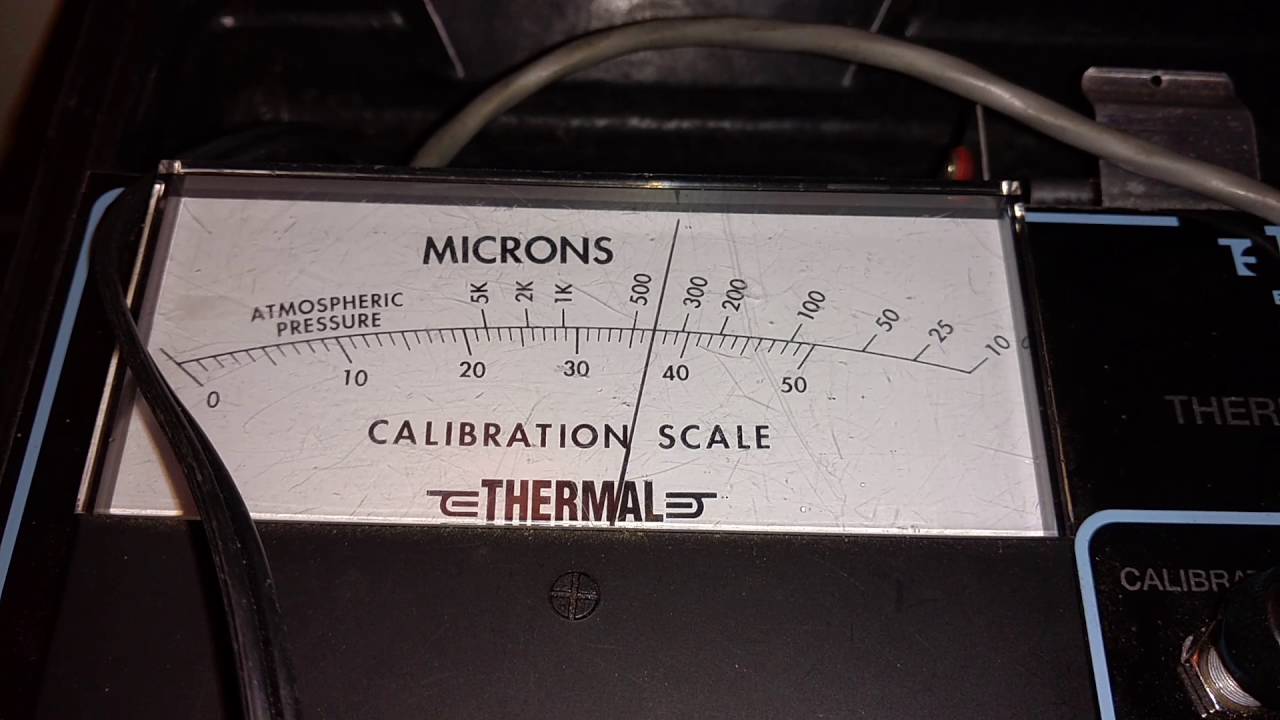 MICRONS
ATMOSPHERIC
PRESSURE
5K 2K 1K 500 300 200 100 50 25 10
0 10 20 30 40 50
CALIBRATION SCALE
THERMAL
THER
CALIBRA